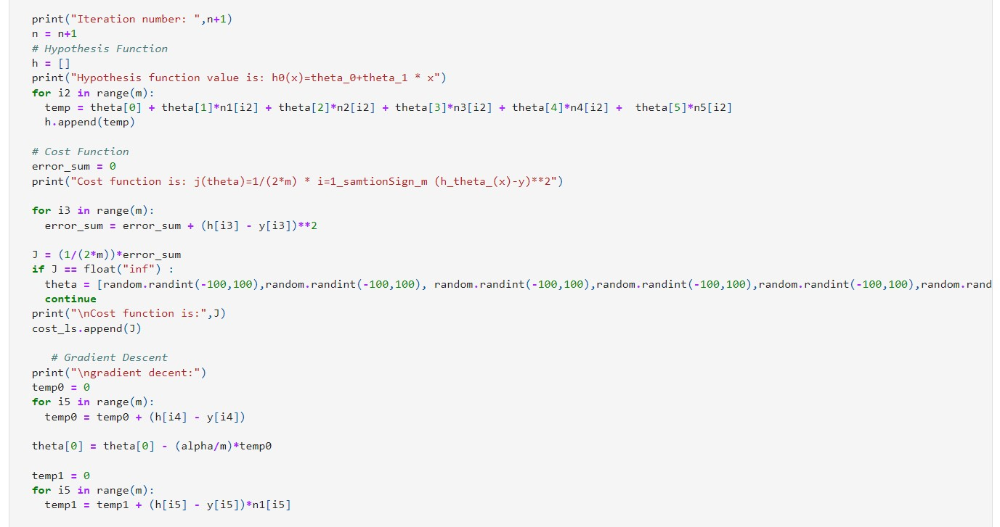 print("Iteration number: ",n+1)
n = n+1
# Hypothesis Function
h = []
print("Hypothesis function value is: h0(x)=theta_0+theta_1 * x")
for i2 in range(m):
  temp = theta[0] + theta[1]*n1[i2] + theta[2]*n2[i2] + theta[3]*n3[i2] + theta[4]*n4[i2] +  theta[5]*n5[i2]
  h.append(temp)

# Cost Function
error_sum = 0
print("Cost function is: j(theta)=1/(2*m) * i=1_samtionSign_m (h_theta_(x)-y)**2")

for i3 in range(m):
  error_sum = error_sum + (h[i3] - y[i3])**2

J = (1/(2*m))*error_sum
if J == float("inf") :
  theta = [random.randint(-100,100),random.randint(-100,100), random.randint(-100,100),random.randint(-100,100),random.randint(-100,100),random.rand
  continue
print("\nCost function is:",J)
cost_ls.append(J)

   # Gradient Descent
print("\ngradient decent:")
temp0 = 0
for i5 in range(m):
  temp0 = temp0 + (h[i4] - y[i4])

theta[0] = theta[0] - (alpha/m)*temp0

temp1 = 0
for i5 in range(m):
  temp1 = temp1 + (h[i5] - y[i5])*n1[i5]